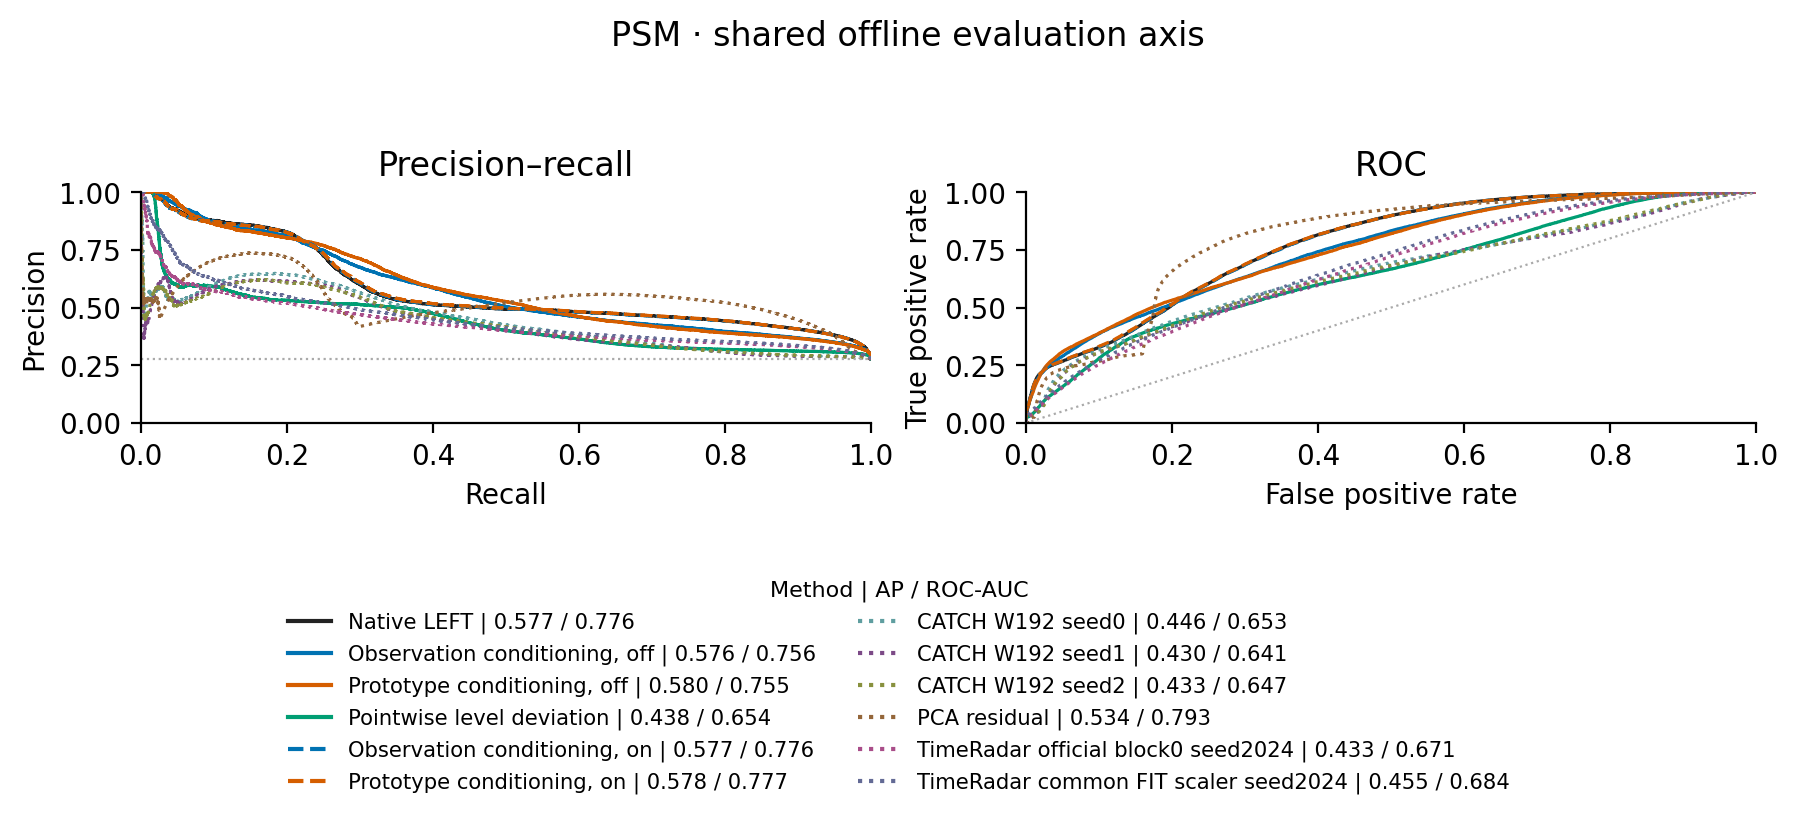 PSM · shared offline evaluation axis
Precision–recall
1.00
0.75
0.50
0.25
0.00
Precision
0.0
0.2
0.4
0.6
0.8
1.0
Recall
ROC
1.00
0.75
0.50
0.25
0.00
True positive rate
0.0
0.2
0.4
0.6
0.8
1.0
False positive rate
Method | AP / ROC-AUC
Native LEFT | 0.577 / 0.776
Observation conditioning, off | 0.576 / 0.756
Prototype conditioning, off | 0.580 / 0.755
Pointwise level deviation | 0.438 / 0.654
Observation conditioning, on | 0.577 / 0.776
Prototype conditioning, on | 0.578 / 0.777
CATCH W192 seed0 | 0.446 / 0.653
CATCH W192 seed1 | 0.430 / 0.641
CATCH W192 seed2 | 0.433 / 0.647
PCA residual | 0.534 / 0.793
TimeRadar official block0 seed2024 | 0.433 / 0.671
TimeRadar common FIT scaler seed2024 | 0.455 / 0.684